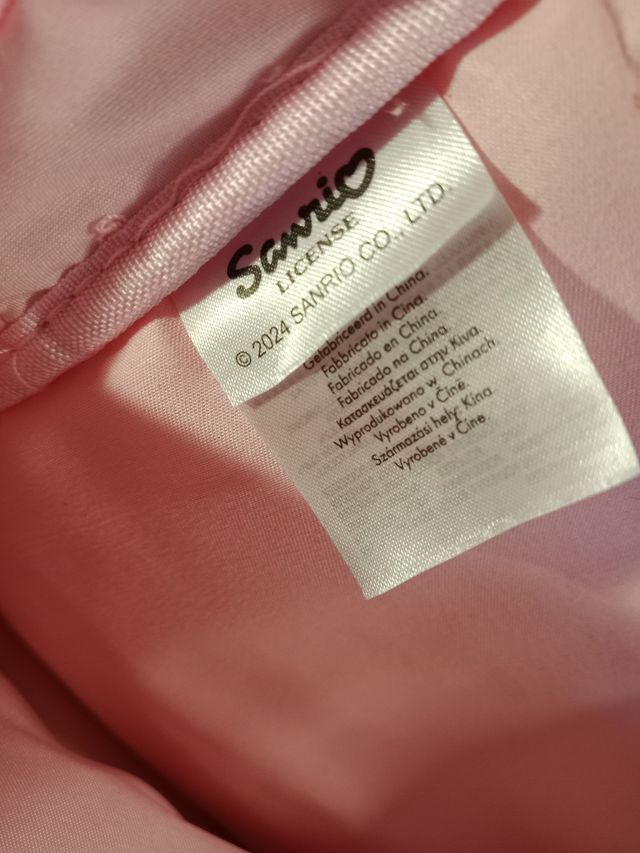 Sanrio
LICENSE
© 2024 SANRIO CO., LTD.
Gefabriceerd in China.
Fabbricato in Cina.
Fabricado en China.
Fabricado na China.
Κατασκευάζεται στην Κίνα.
Wyprodukowano w Chinach.
Vyrobeno v Číně.
Származási hely: Kína
Vyrobené v Číne.